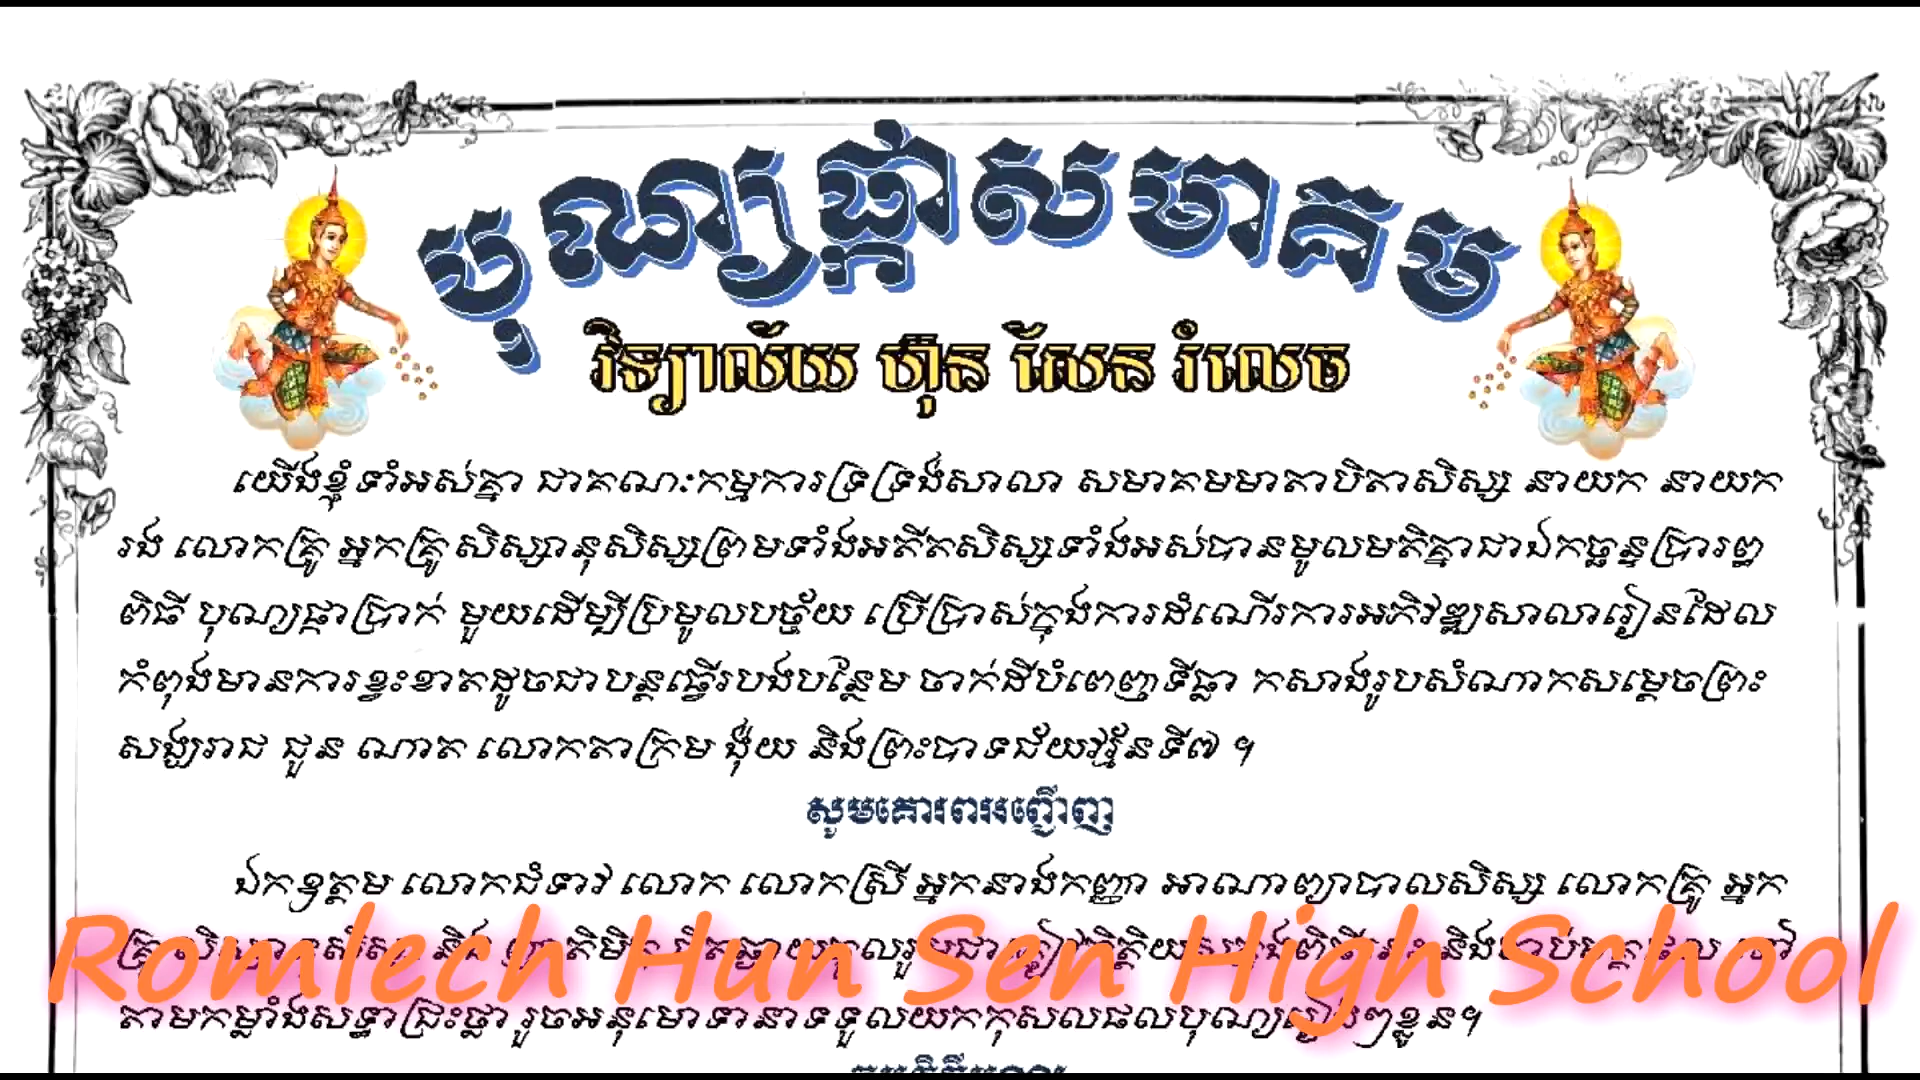 បុណ្យផ្កាសមាគម
វិទ្យាល័យ ហ៊ុន សែន រំលេច
យើងខ្ញុំទាំអស់គ្នា ជាគណៈកម្មការទ្រទ្រង់សាលា សមាគមមាតាបិតាសិស្ស នាយក នាយក
រង លោកគ្រូ អ្នកគ្រូ សិស្សានុសិស្សព្រមទាំងអតីតសិស្សទាំងអស់បានមូលមតិគ្នាជាឯកច្ឆន្ទប្រារព្ធ
ពិធី បុណ្យផ្កាប្រាក់ មួយដើម្បីប្រមូលបច្ច័យ ប្រើប្រាស់ក្នុងការដំណើរការអភិវឌ្ឍសាលារៀនដែល
កំពុងមានការខ្វះខាតដូចជាបន្តធ្វើរបងបន្ថែម ចាក់ដីបំពេញទីធ្លា កសាងរូបសំណាកសម្តេចព្រះ
សង្ឃរាជ ជួន ណាត លោកតាក្រម ង៉ុយ និងព្រះបាទជ័យវរ្ម័នទី៧ ។
សូមគោរពអញ្ជើញ
ឯកឧត្តម លោកជំទាវ លោក លោកស្រី អ្នកនាងកញ្ញា អាណាព្យាបាលសិស្ស លោកគ្រូ អ្នក
Romlech Hun Sen High School
តាមកម្លាំងសទ្ធាជ្រះថ្លា រួចអនុមោទនាទទួលយកកុសលផលបុណ្យរៀងៗខ្លួន។